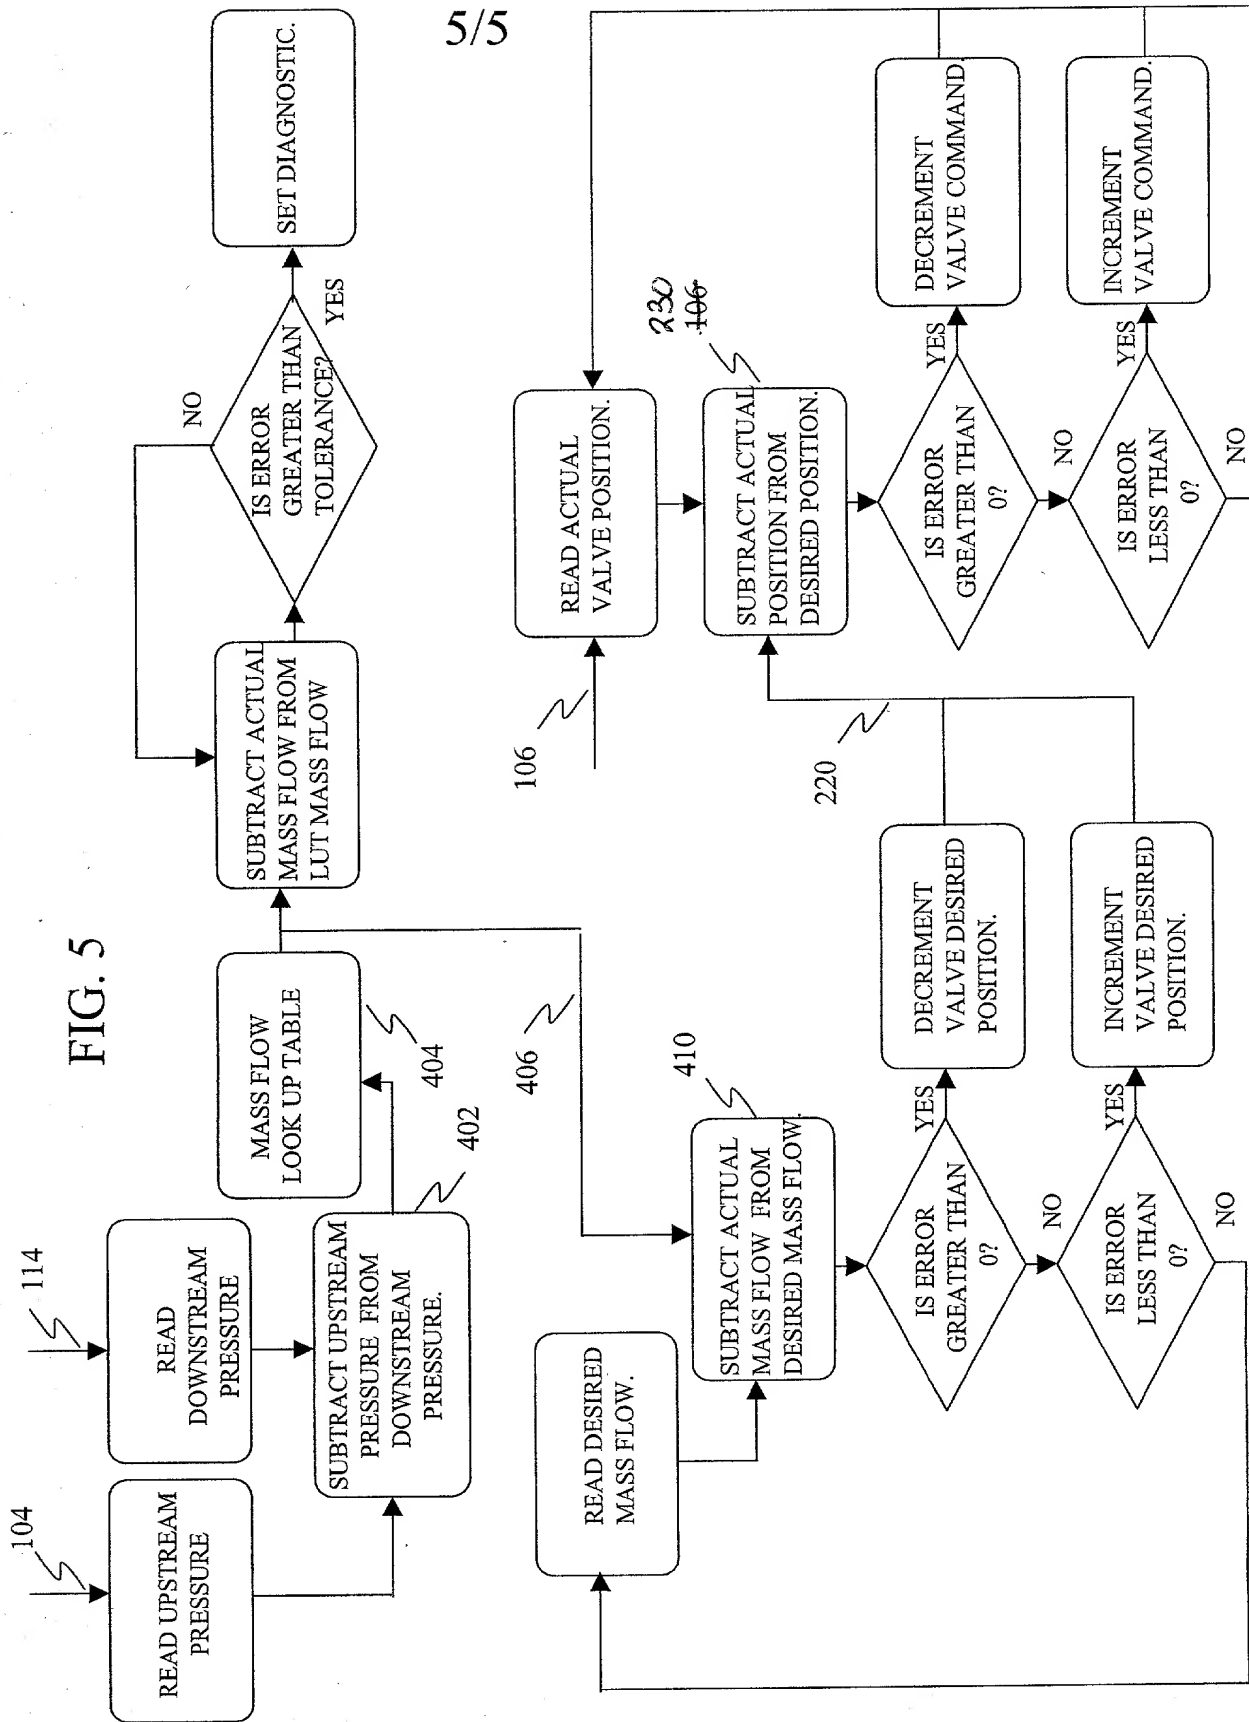 5/5
FIG. 5
104
READ UPSTREAM
PRESSURE
114
READ
DOWNSTREAM
PRESSURE
SUBTRACT UPSTREAM
PRESSURE FROM
DOWNSTREAM
PRESSURE.
402
MASS FLOW
LOOK UP TABLE
404
406
SUBTRACT ACTUAL
MASS FLOW FROM
LUT MASS FLOW
IS ERROR
GREATER THAN
TOLERANCE?
NO
YES
SET DIAGNOSTIC.
READ DESIRED
MASS FLOW.
SUBTRACT ACTUAL
MASS FLOW FROM
DESIRED MASS FLOW.
410
IS ERROR
GREATER THAN
0?
YES
NO
DECREMENT
VALVE DESIRED
POSITION.
IS ERROR
LESS THAN
0?
YES
NO
INCREMENT
VALVE DESIRED
POSITION.
220
106
READ ACTUAL
VALVE POSITION.
SUBTRACT ACTUAL
POSITION FROM
DESIRED POSITION.
230
106
IS ERROR
GREATER THAN
0?
YES
NO
DECREMENT
VALVE COMMAND.
IS ERROR
LESS THAN
0?
YES
NO
INCREMENT
VALVE COMMAND.